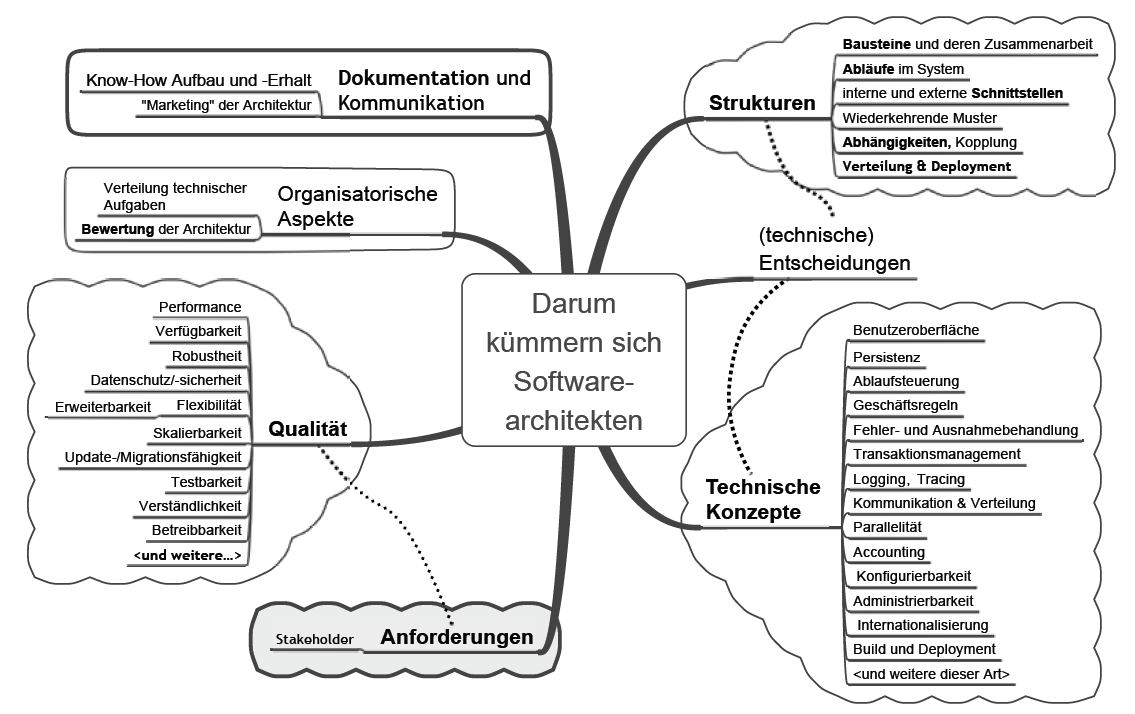 Darum
kümmern sich
Software-
architekten
Dokumentation und
Kommunikation
Know-How Aufbau und -Erhalt
"Marketing" der Architektur
Organisatorische
Aspekte
Verteilung technischer
Aufgaben
Bewertung der Architektur
Qualität
Performance
Verfügbarkeit
Robustheit
Datenschutz/-sicherheit
Erweiterbarkeit Flexibilität
Skalierbarkeit
Update-/Migrationsfähigkeit
Testbarkeit
Verständlichkeit
Betreibbarkeit
<und weitere...>
Anforderungen
Stakeholder
Strukturen
Bausteine und deren Zusammenarbeit
Abläufe im System
interne und externe Schnittstellen
Wiederkehrende Muster
Abhängigkeiten, Kopplung
Verteilung & Deployment
(technische)
Entscheidungen
Technische
Konzepte
Benutzeroberfläche
Persistenz
Ablaufsteuerung
Geschäftsregeln
Fehler- und Ausnahmebehandlung
Transaktionsmanagement
Logging, Tracing
Kommunikation & Verteilung
Parallelität
Accounting
Konfigurierbarkeit
Administrierbarkeit
Internationalisierung
Build und Deployment
<und weitere dieser Art>